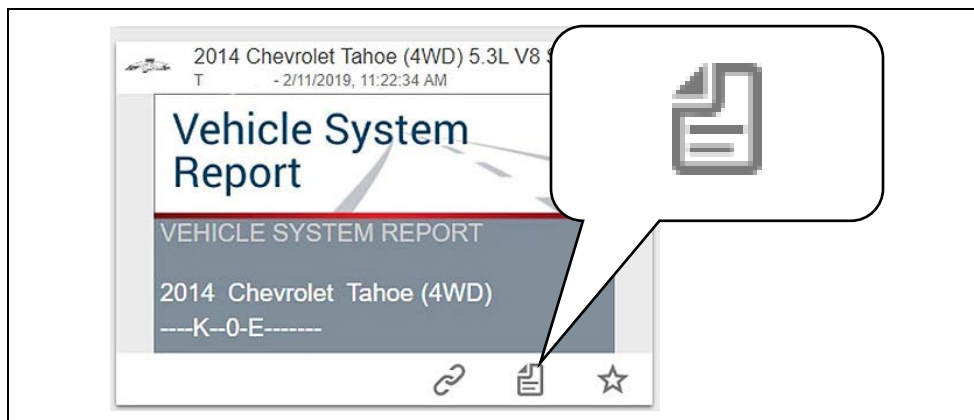 2014 Chevrolet Tahoe (4WD) 5.3L V8
T - 2/11/2019, 11:22:34 AM
Vehicle System
Report
VEHICLE SYSTEM REPORT
2014 Chevrolet Tahoe (4WD)
----K--0-E-------